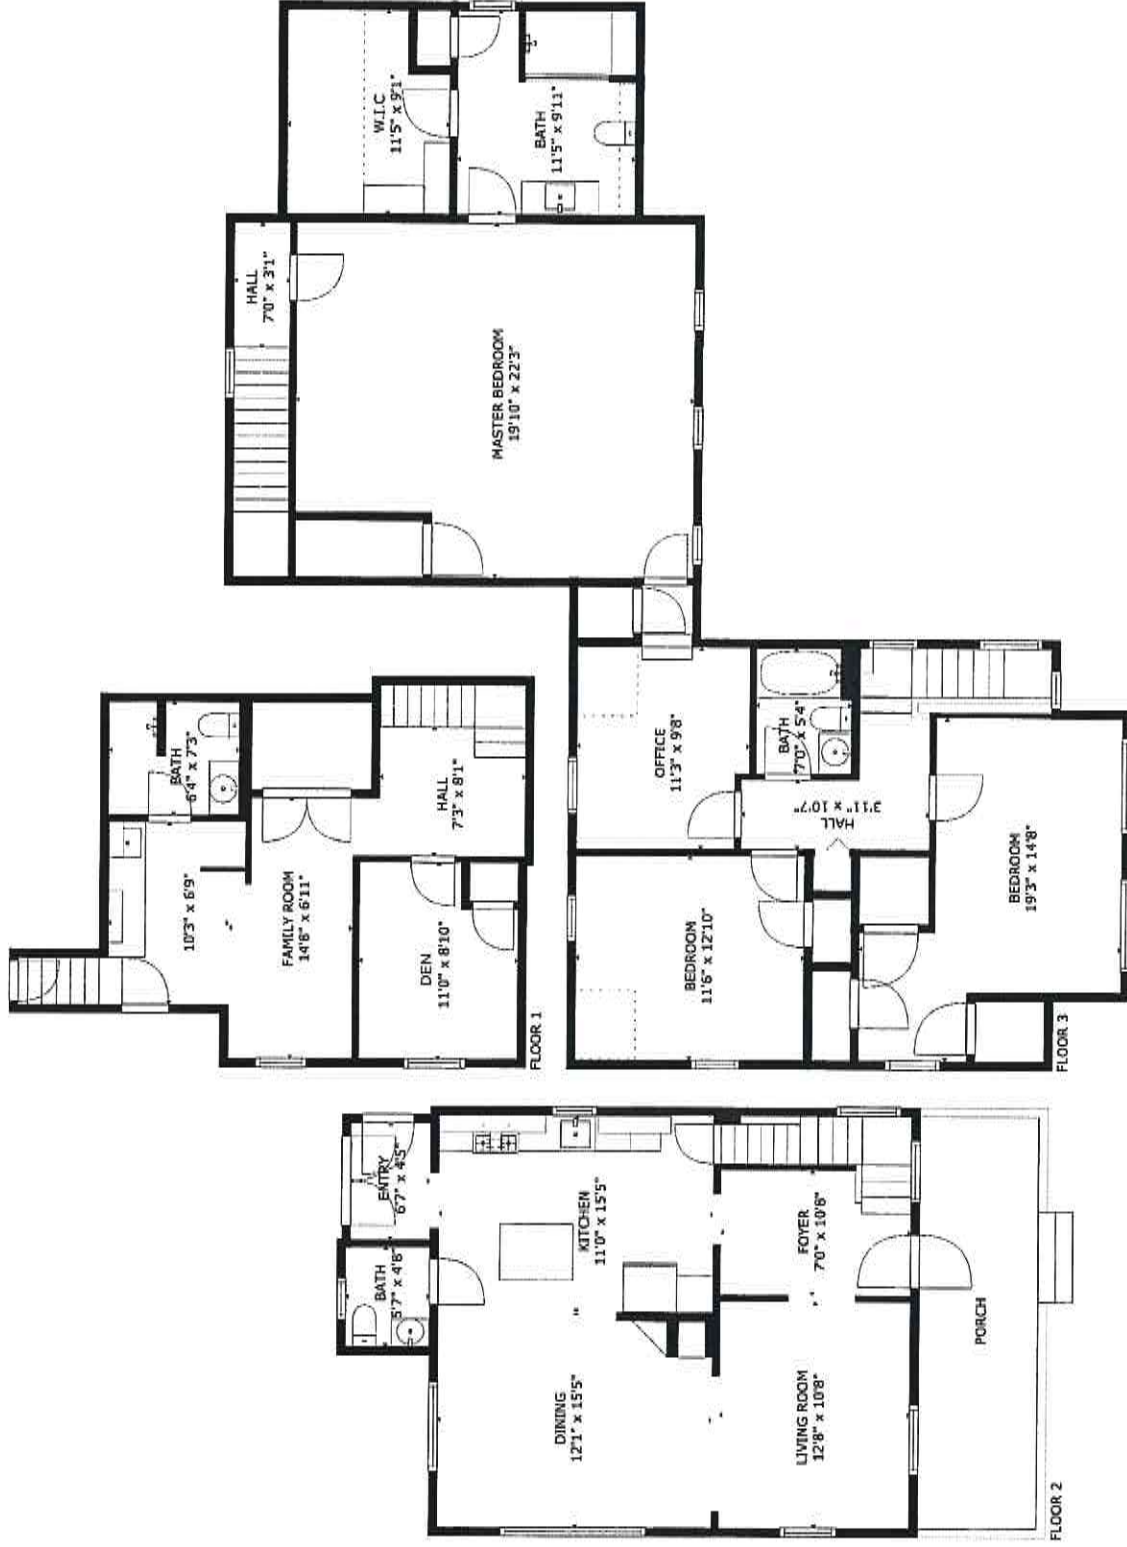 BATH
6'4" x 7'3"
10'3" x 6'9"
FAMILY ROOM
14'6" x 6'11"
HALL
7'3" x 8'1"
DEN
11'0" x 8'10"
FLOOR 1
ENTRY
6'7" x 4'5"
BATH
5'7" x 4'8"
KITCHEN
11'0" x 15'5"
DINING
12'1" x 15'5"
FOYER
7'0" x 10'8"
LIVING ROOM
12'8" x 10'8"
PORCH
FLOOR 2
W.I.C
11'5" x 9'1"
BATH
11'5" x 9'11"
HALL
7'0" x 3'1"
MASTER BEDROOM
19'10" x 22'3"
OFFICE
11'3" x 9'8"
BATH
7'0" x 5'4"
HALL
3'11" x 10'7"
BEDROOM
11'6" x 12'10"
BEDROOM
19'3" x 14'8"
FLOOR 3